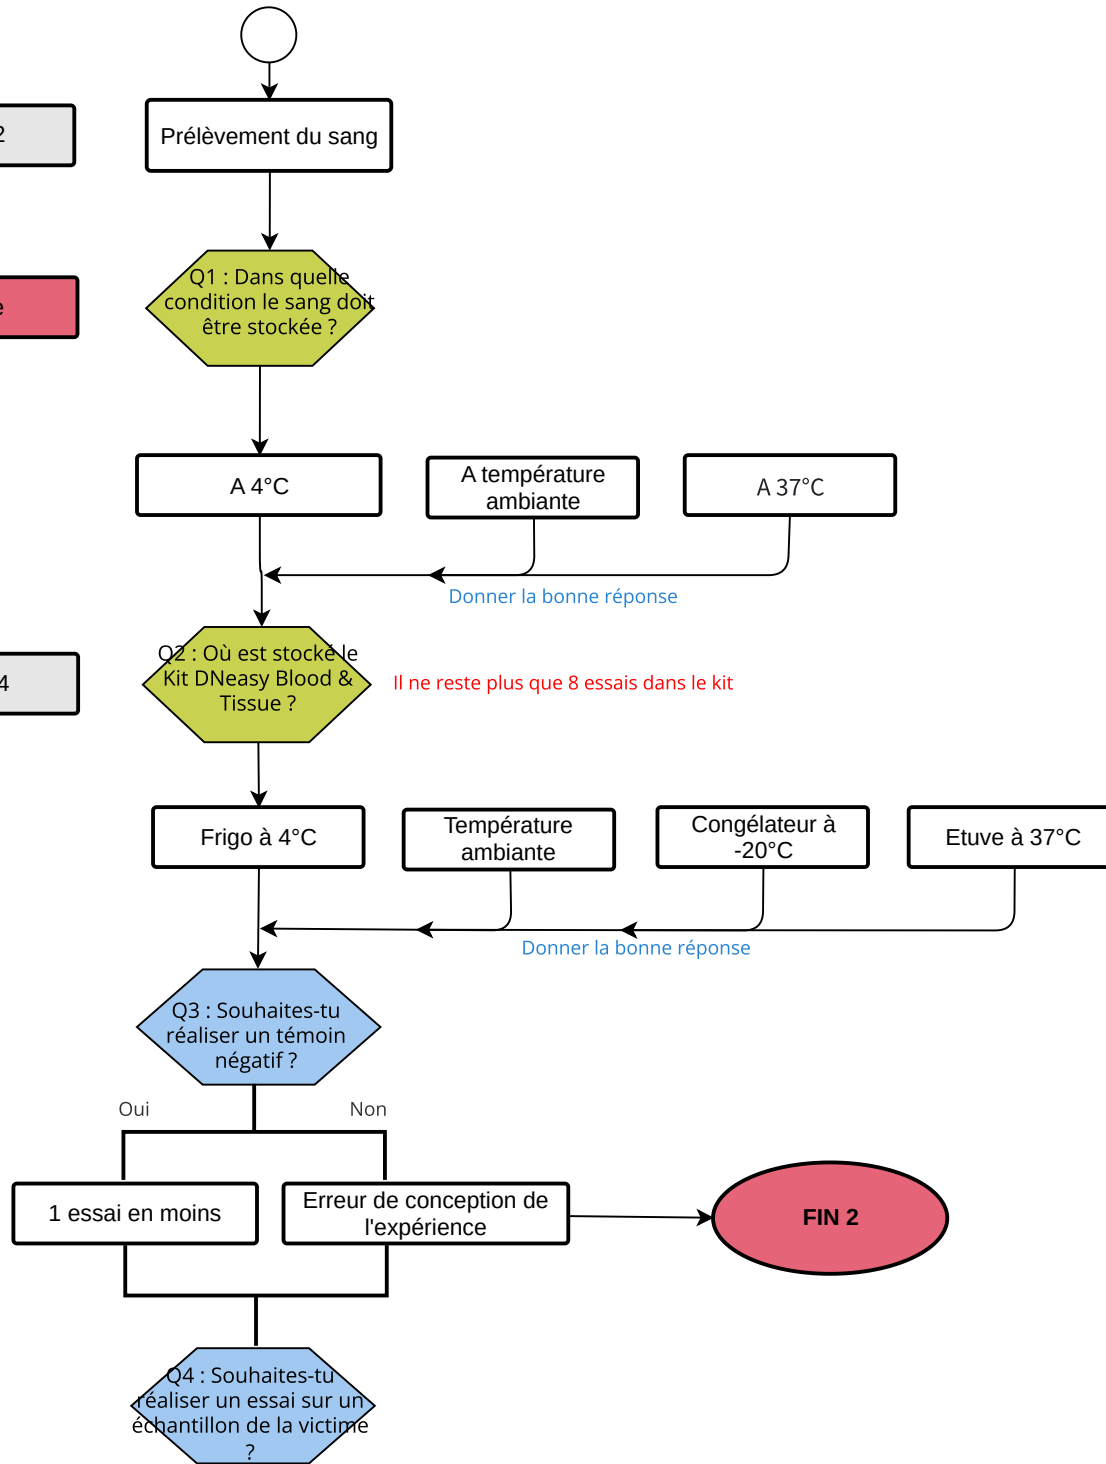 2
Prélèvement du sang
Q1 : Dans quelle
condition le sang doit
être stockée ?
e
A 4°C
A température
ambiante
A 37°C
Donner la bonne réponse
Q2 : Où est stocké le
Kit DNeasy Blood &
Tissue ?
Il ne reste plus que 8 essais dans le kit
4
Frigo à 4°C
Température
ambiante
Congélateur à
-20°C
Etuve à 37°C
Donner la bonne réponse
Q3 : Souhaites-tu
réaliser un témoin
négatif ?
Oui
Non
1 essai en moins
Erreur de conception de
l'expérience
FIN 2
Q4 : Souhaites-tu
réaliser un essai sur un
échantillon de la victime
?